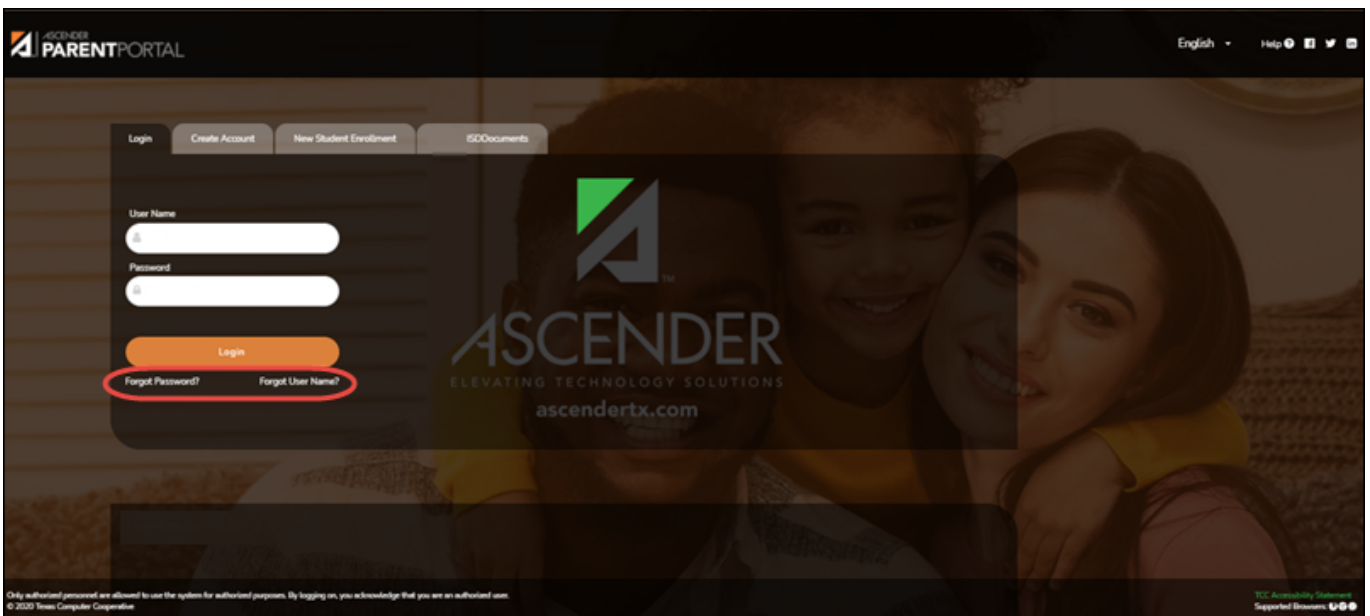 ASCENDER
PARENTPORTAL
English
Help
Login
Create Account
New Student Enrollment
ISDDocuments
User Name
Password
Login
Forgot Password?
Forgot User Name?
ASCENDER
ELEVATING TECHNOLOGY SOLUTIONS
ascendertx.com
TM
Only authorized personnel are allowed to use the system for authorized purposes. By logging on, you acknowledge that you are an authorized user.
© 2020 Texas Computer Cooperative
TCC Accessibility Statement
Supported Browsers: